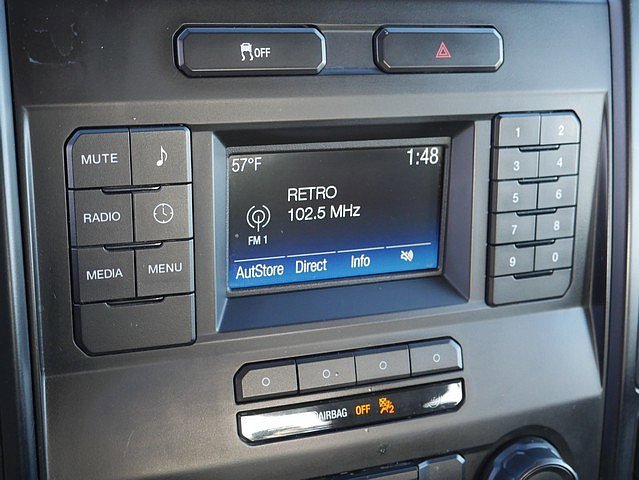 OFF
MUTE
RADIO
MEDIA MENU
57°F 1:48
RETRO
102.5 MHz
FM 1
AutStore Direct Info
1 2
3 4
5 6
7 8
9 0
AIRBAG OFF 2